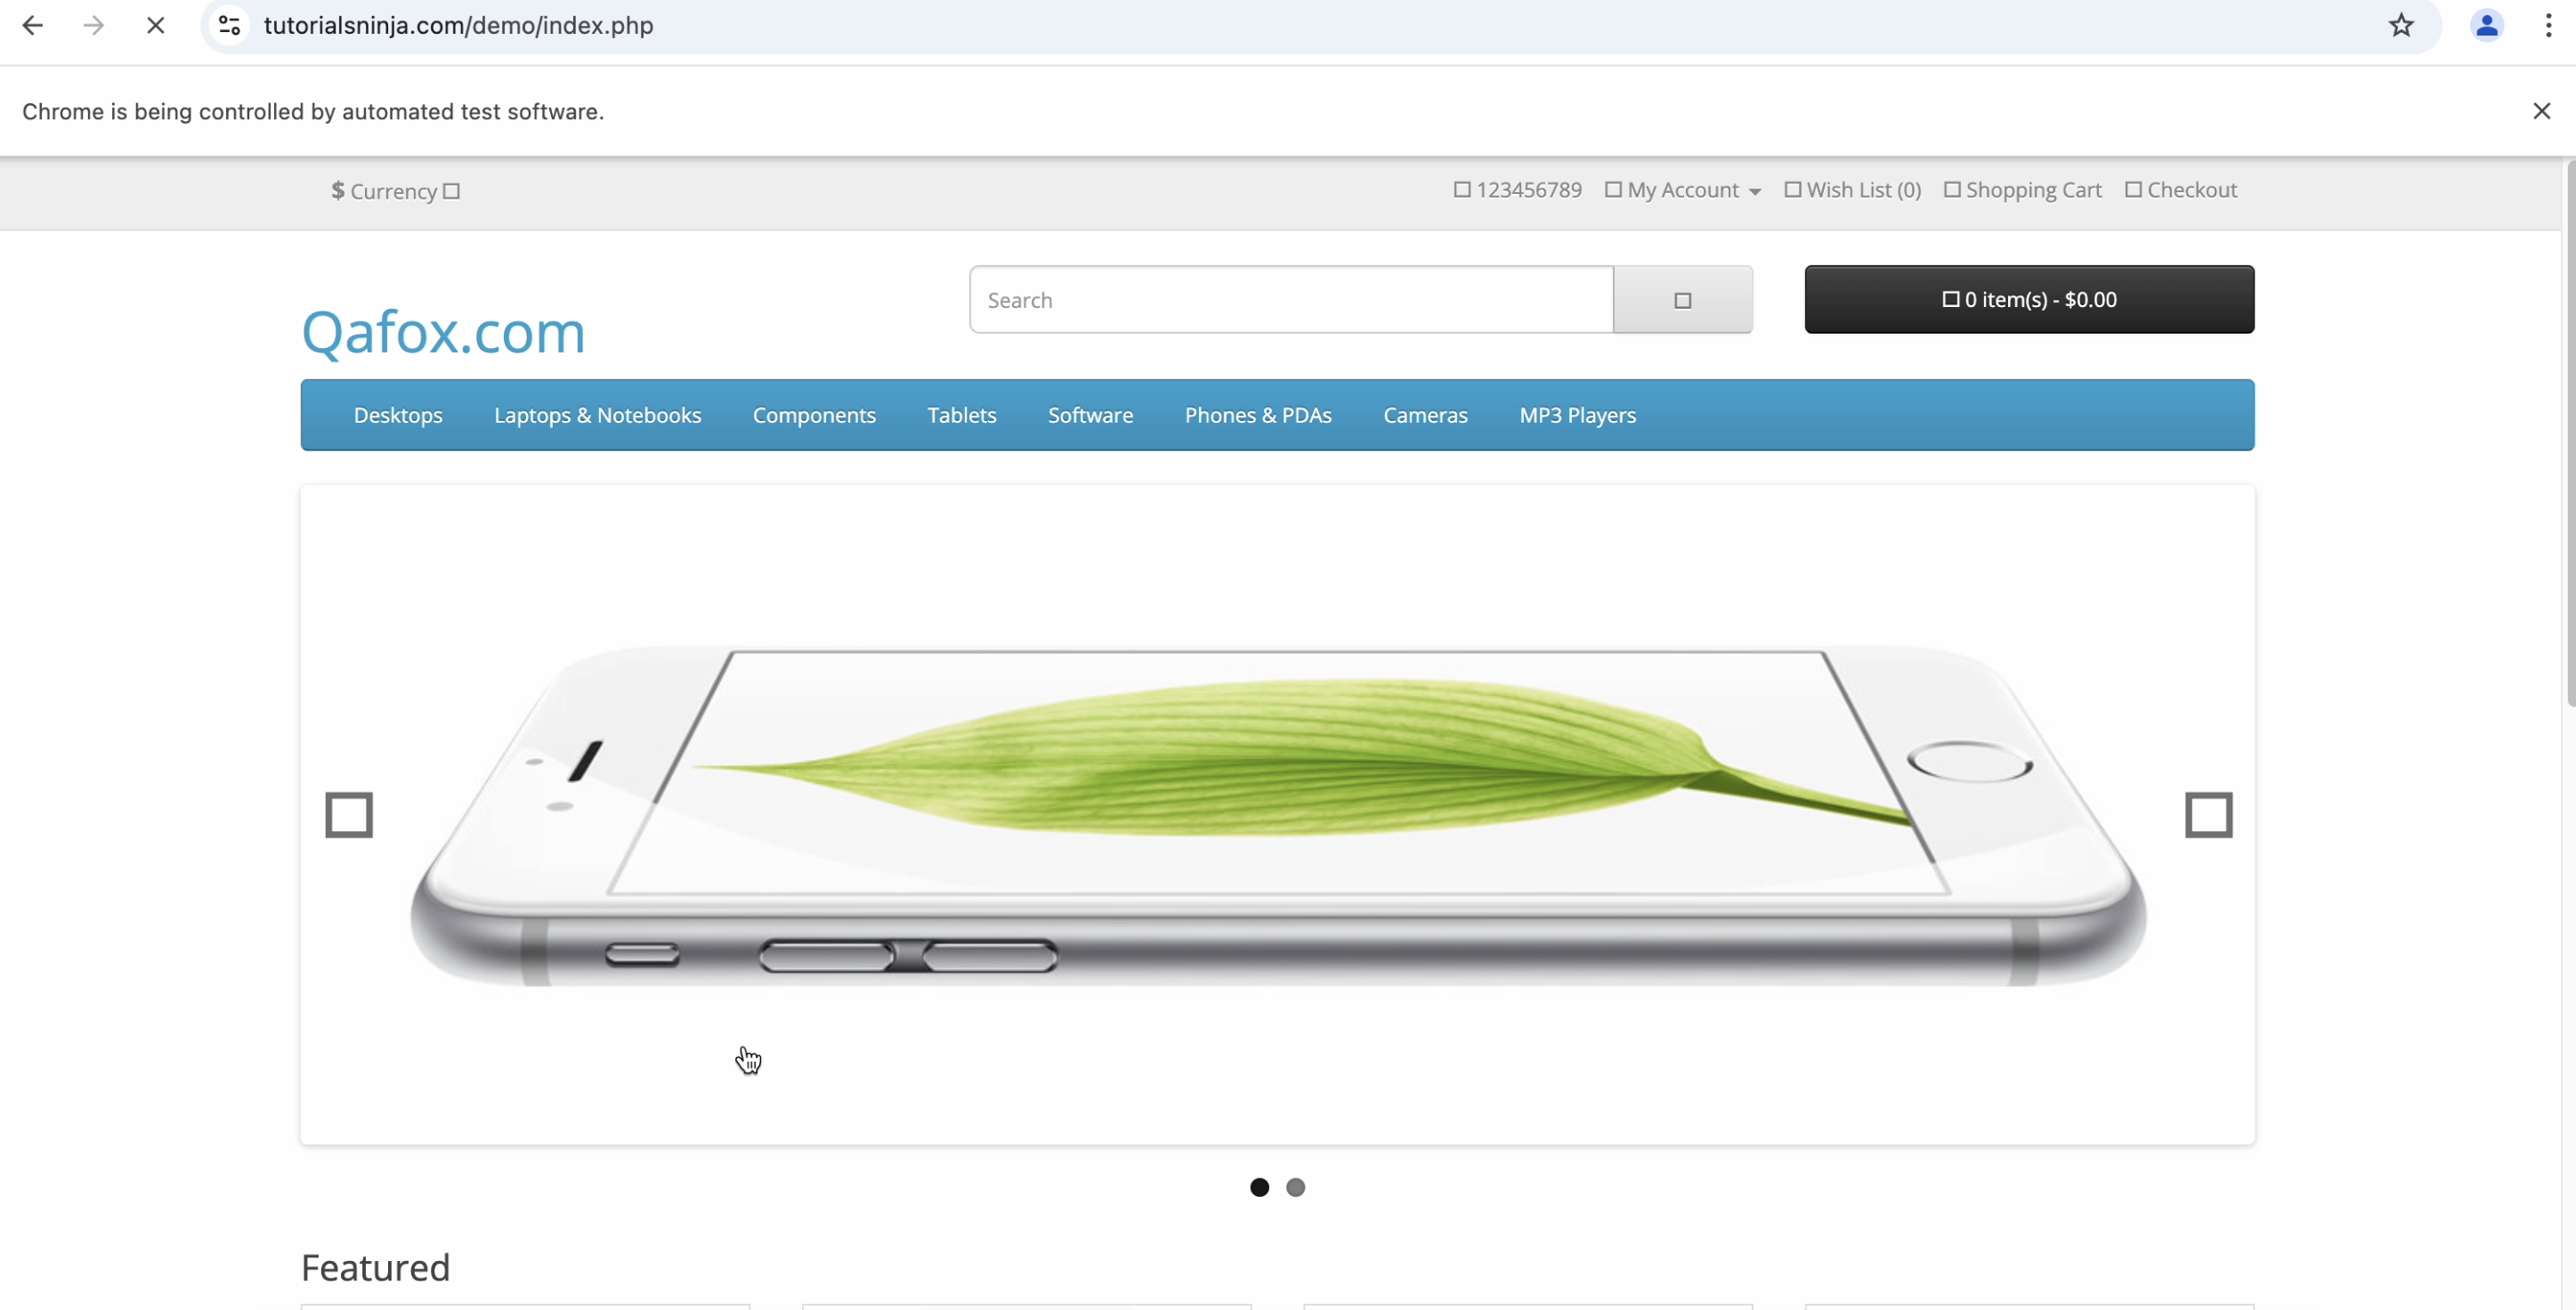 tutorialsninja.com/demo/index.php
Chrome is being controlled by automated test software.
$ Currency
123456789 My Account Wish List (0) Shopping Cart Checkout
Search
0 item(s) - $0.00
Qafox.com
Desktops Laptops & Notebooks Components Tablets Software Phones & PDAs Cameras MP3 Players
Featured